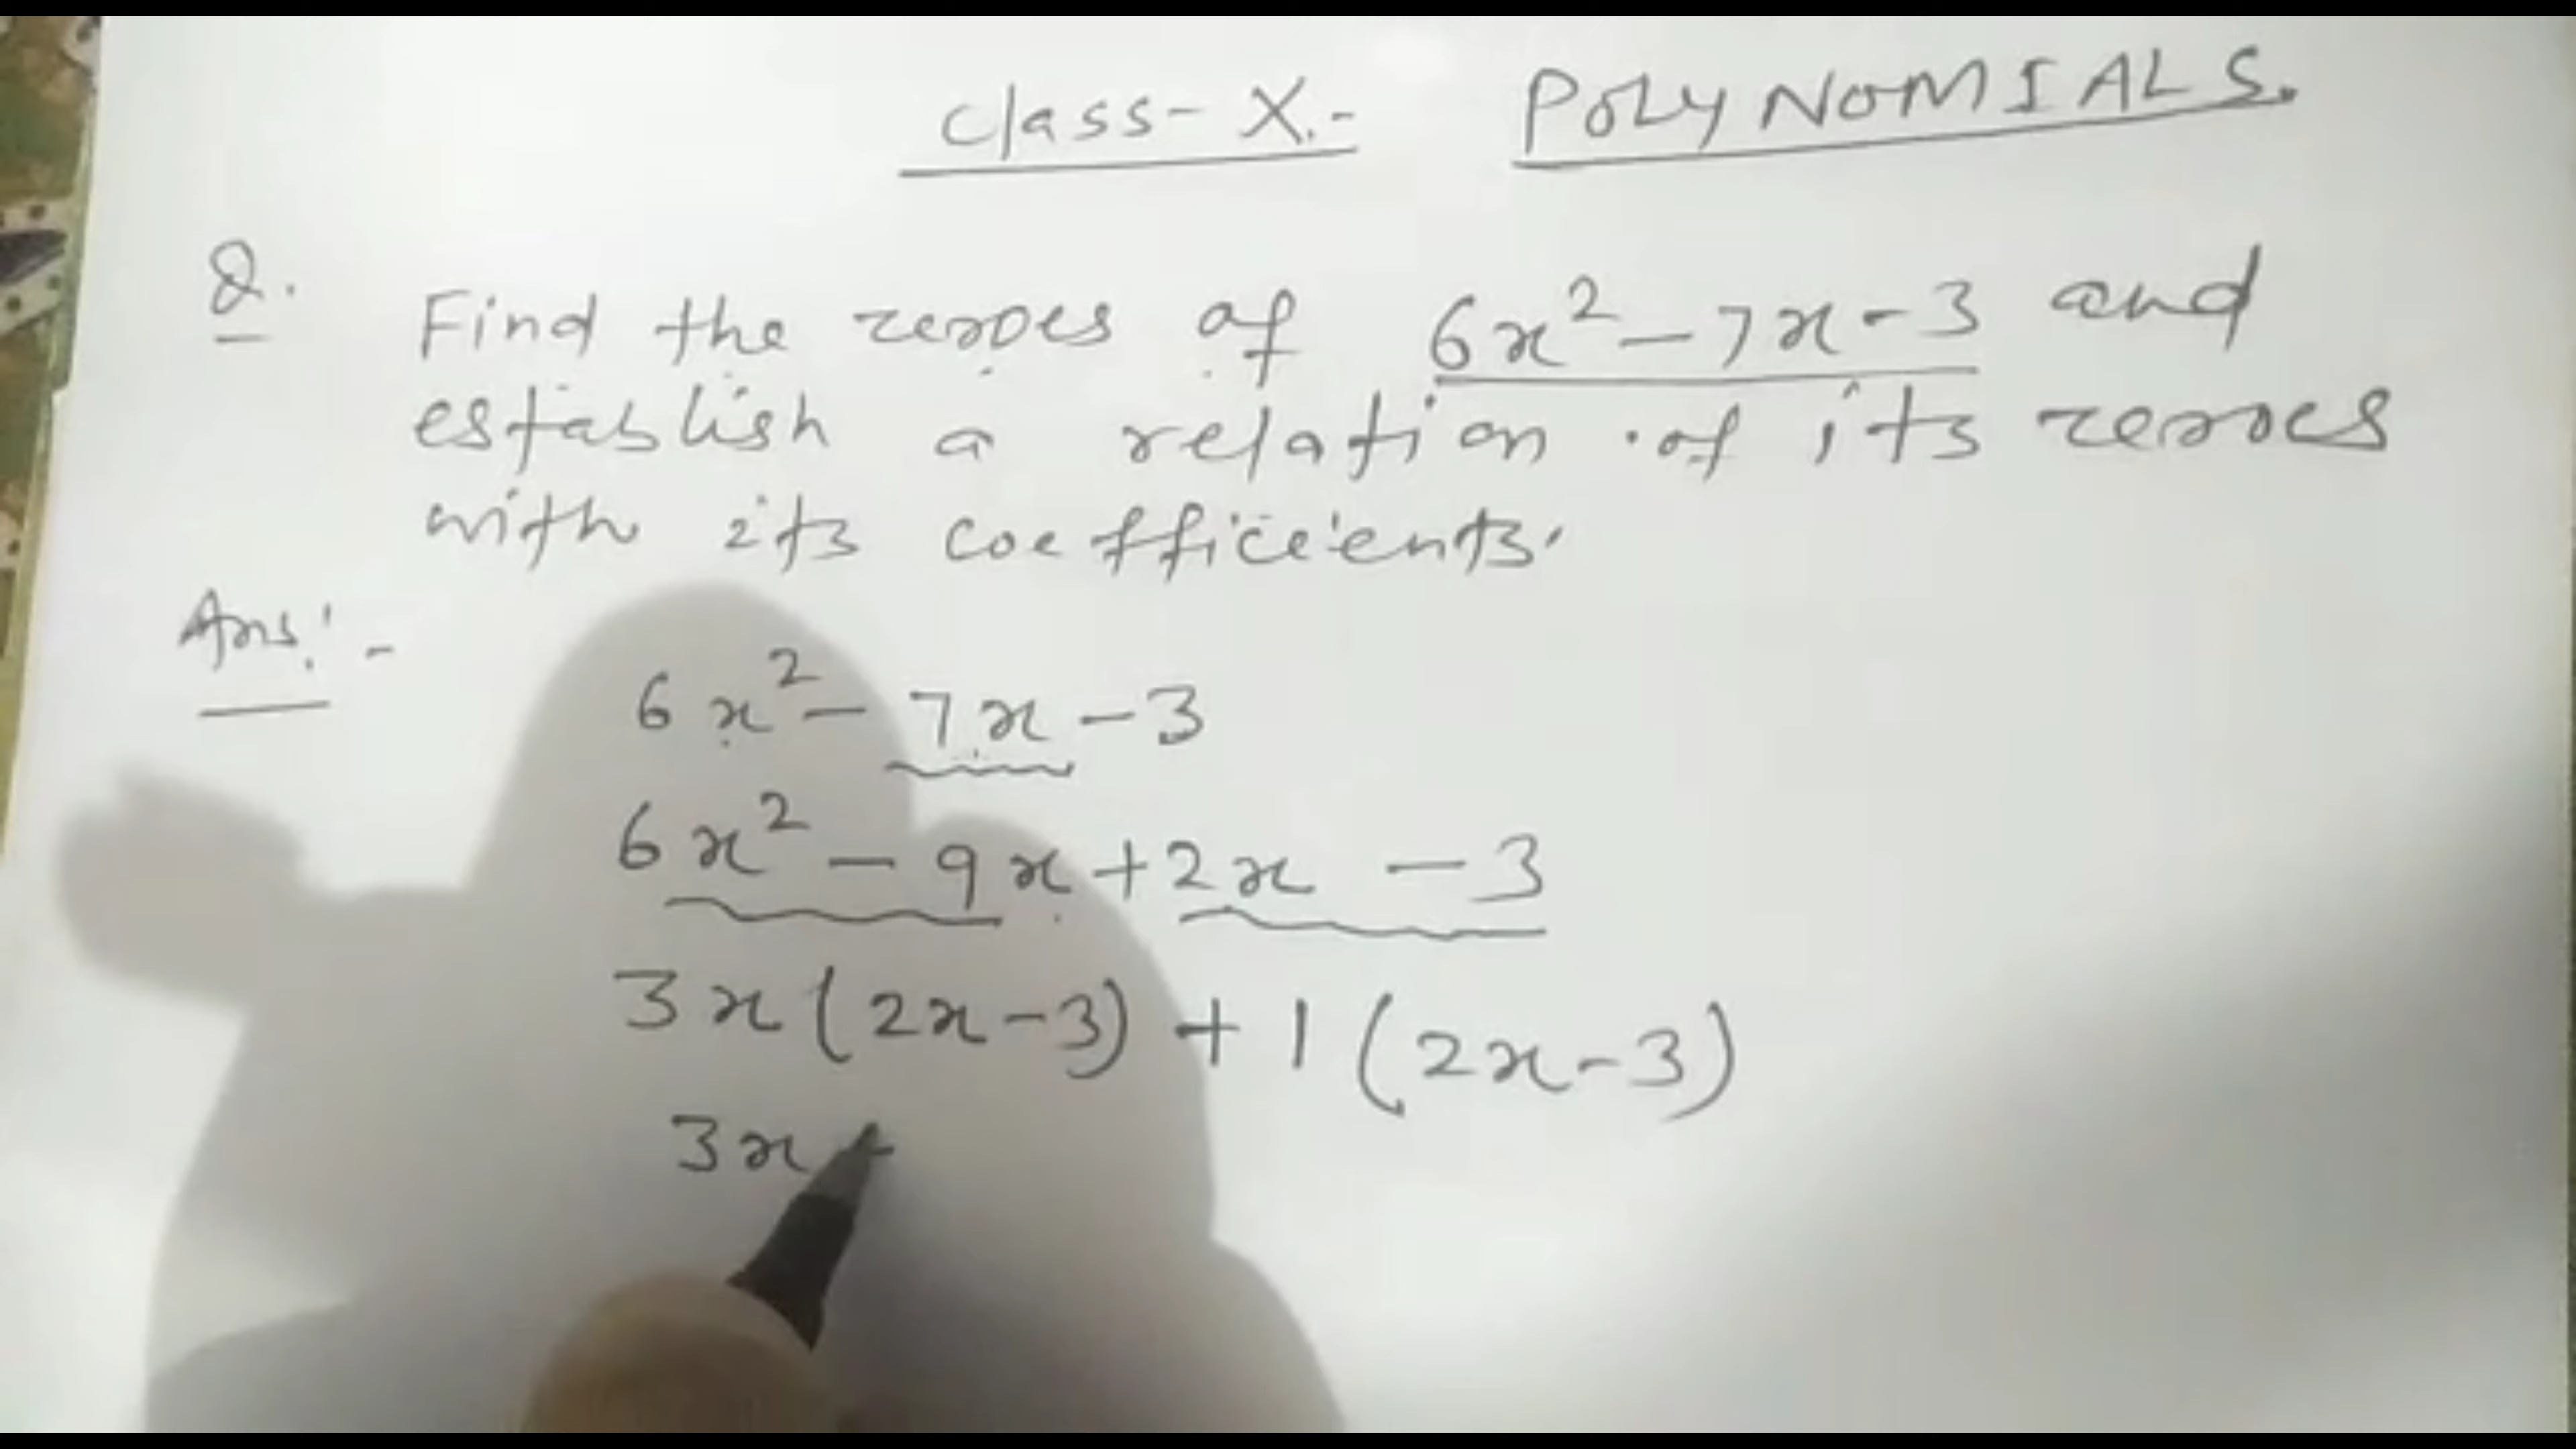 Class-X.- POLYNOMIALS.
Q. Find the zeroes of 6x²-7x-3 and
establish a relation of its zeroes
with its coefficients.
Ans:-
6x²-7x-3
6x²-9x+2x-3
3x(2x-3)+1(2x-3)
3x+